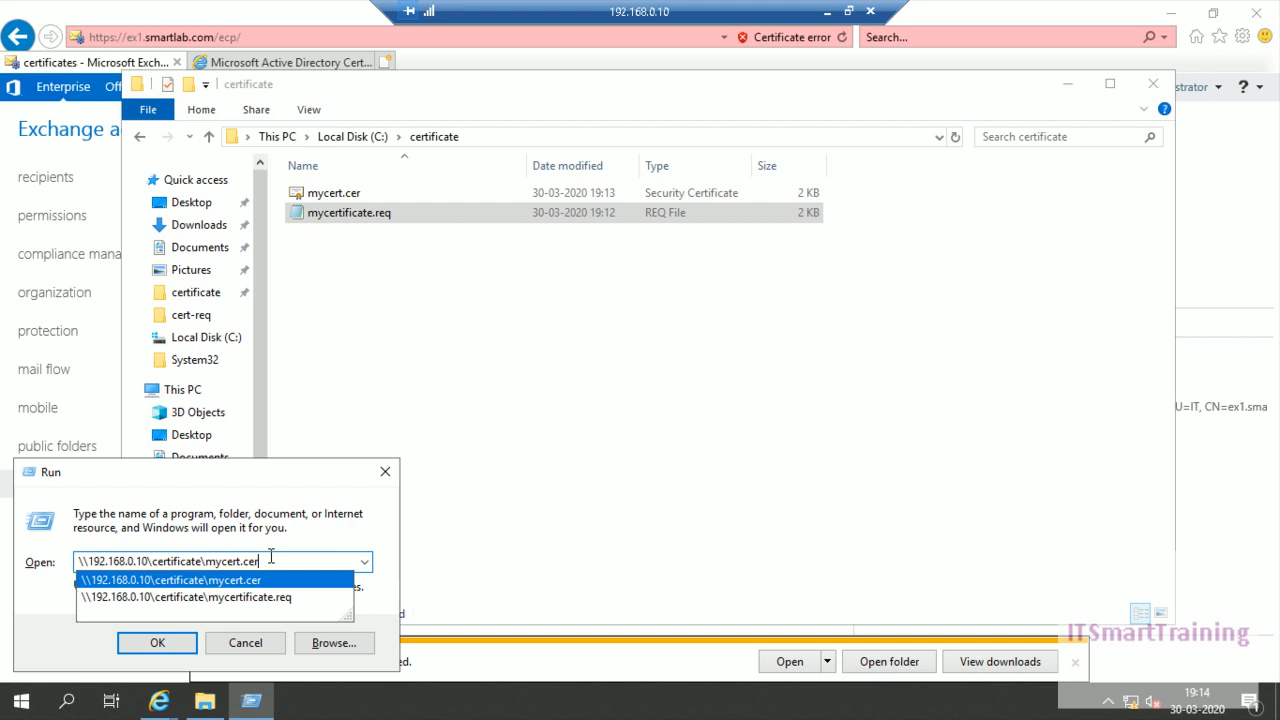 192.168.0.10
https://ex1.smartlab.com/ecp/
Certificate error
Search...
certificates - Microsoft Exch...
Microsoft Active Directory Cert...
Enterprise
Off
certificate
strator
?
File
Home
Share
View
Exchange a
This PC
Local Disk (C:)
certificate
Search certificate
recipients
permissions
compliance mana
organization
protection
mail flow
mobile
public folders
Quick access
Desktop
Downloads
Documents
Pictures
certificate
cert-req
Local Disk (C:)
System32
This PC
3D Objects
Desktop
Documents
Name
Date modified
Type
Size
mycert.cer
30-03-2020 19:13
Security Certificate
2 KB
mycertificate.req
30-03-2020 19:12
REQ File
2 KB
U=IT, CN=ex1.sma
Run
Type the name of a program, folder, document, or Internet
resource, and Windows will open it for you.
Open:
\\192.168.0.10\certificate\mycert.cer
\\192.168.0.10\certificate\mycert.cer
es.
\\192.168.0.10\certificate\mycertificate.req
d
OK
Cancel
Browse...
ed.
Open
Open folder
View downloads
ITSmartTraining
19:14
30-03-2020
1